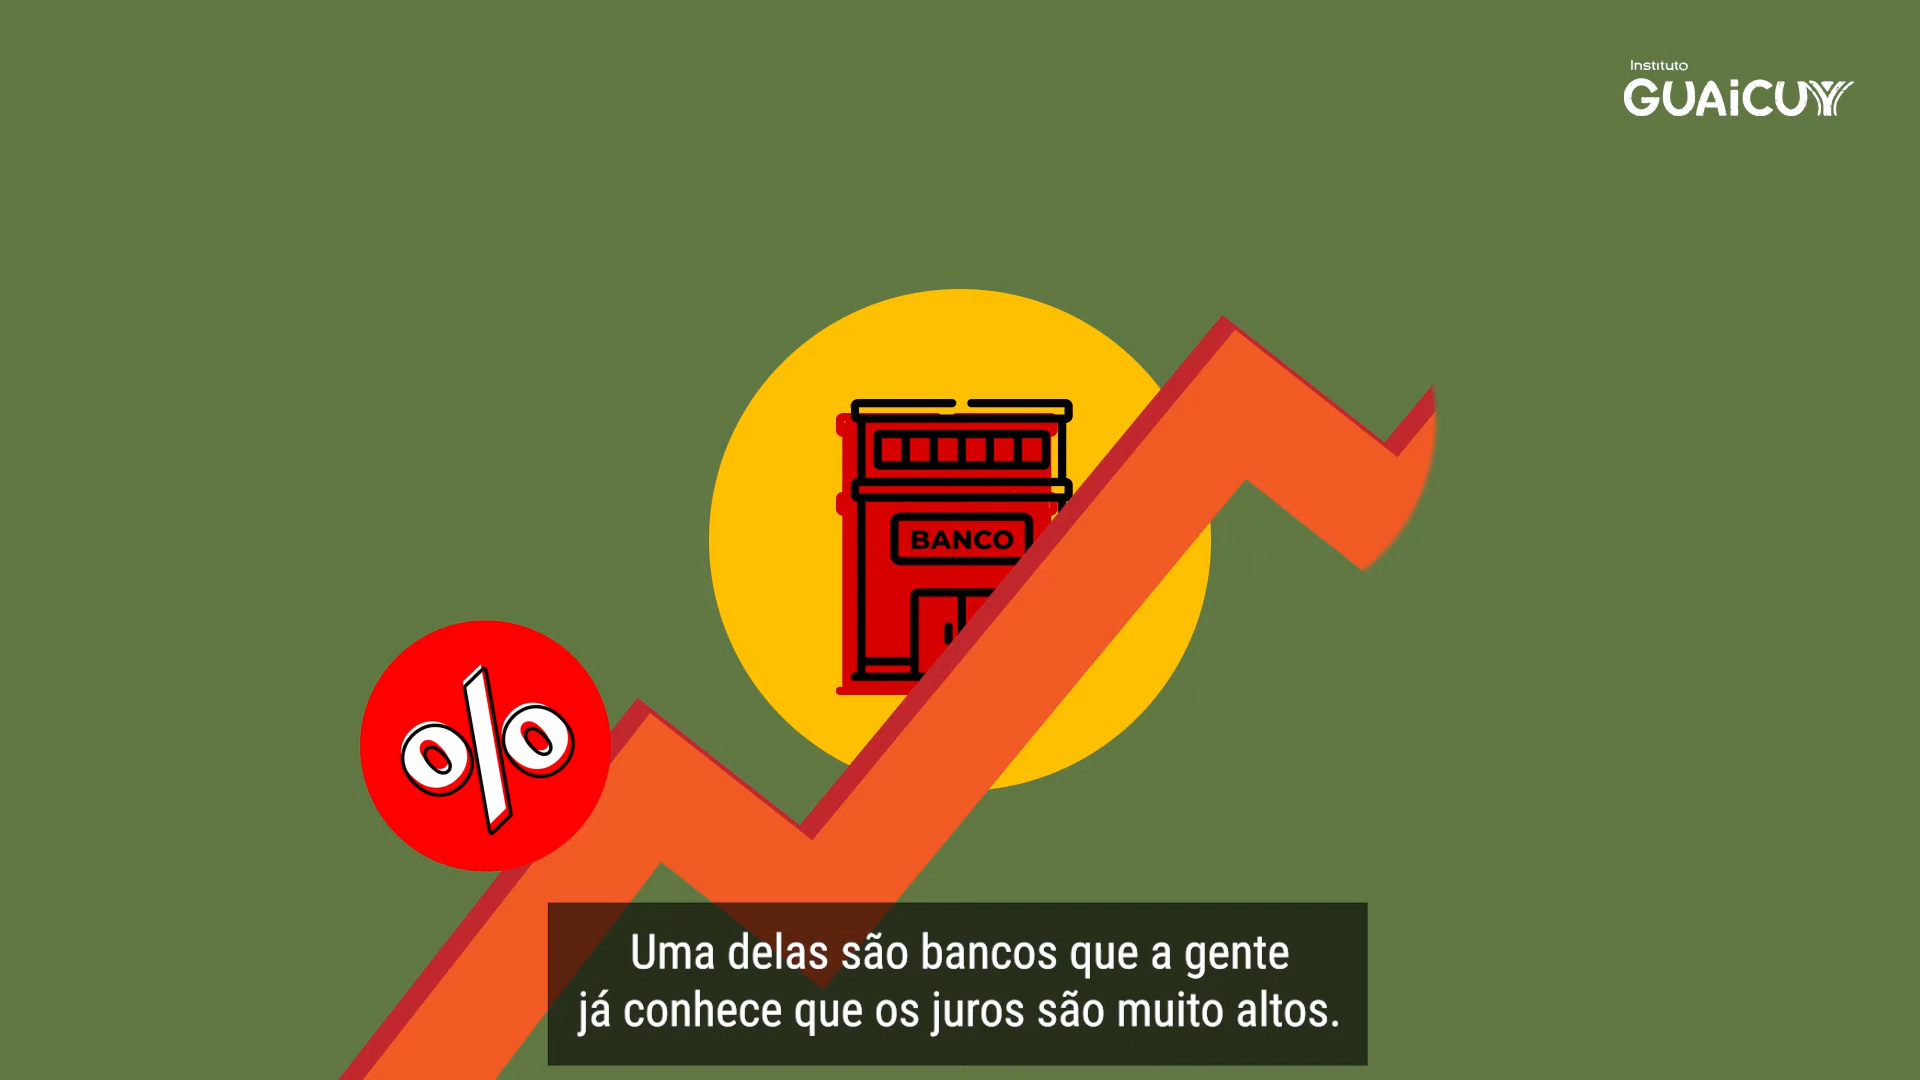 Instituto
GUAiCUY
BANCO
%
Uma delas são bancos que a gente
já conhece que os juros são muito altos.